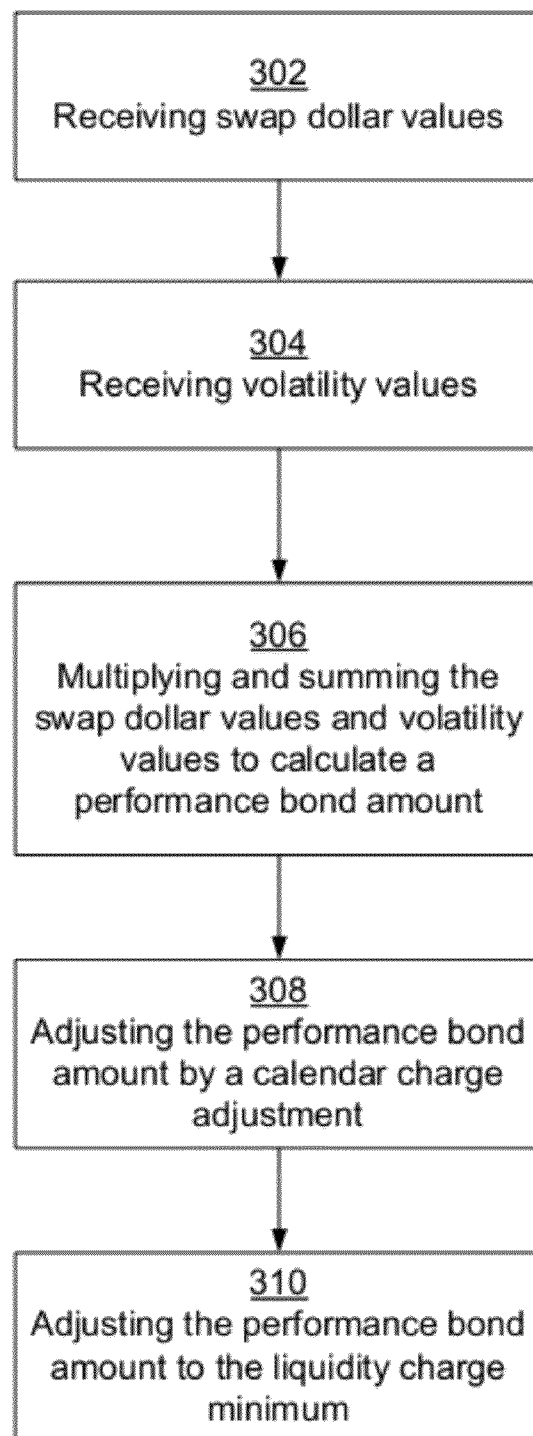 302
Receiving swap dollar values
304
Receiving volatility values
306
Multiplying and summing the
swap dollar values and volatility
values to calculate a
performance bond amount
308
Adjusting the performance bond
amount by a calendar charge
adjustment
310
Adjusting the performance bond
amount to the liquidity charge
minimum